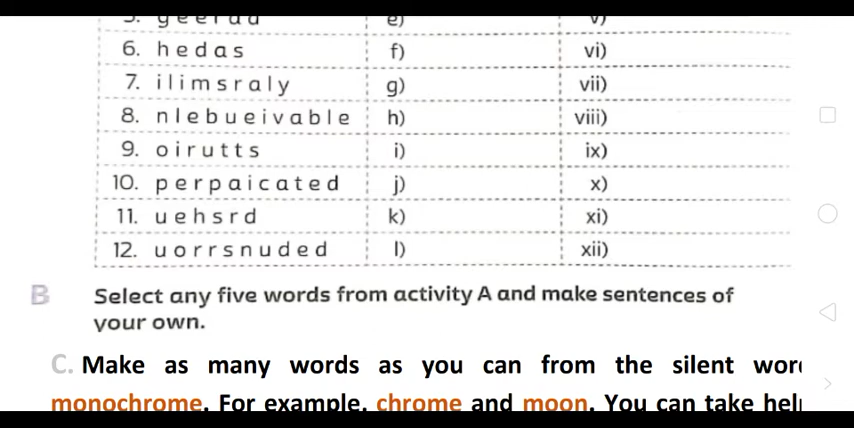 6. h e d a s f) vi)
7. i l i m s r a l y g) vii)
8. n l e b u e i v a b l e h) viii)
9. o i r u t t s i) ix)
10. p e r p a i c a t e d j) x)
11. u e h s r d k) xi)
12. u o r r s n u d e d l) xii)
B Select any five words from activity A and make sentences of
your own.
C. Make as many words as you can from the silent
monochrome. For example, chrome and moon. You can take